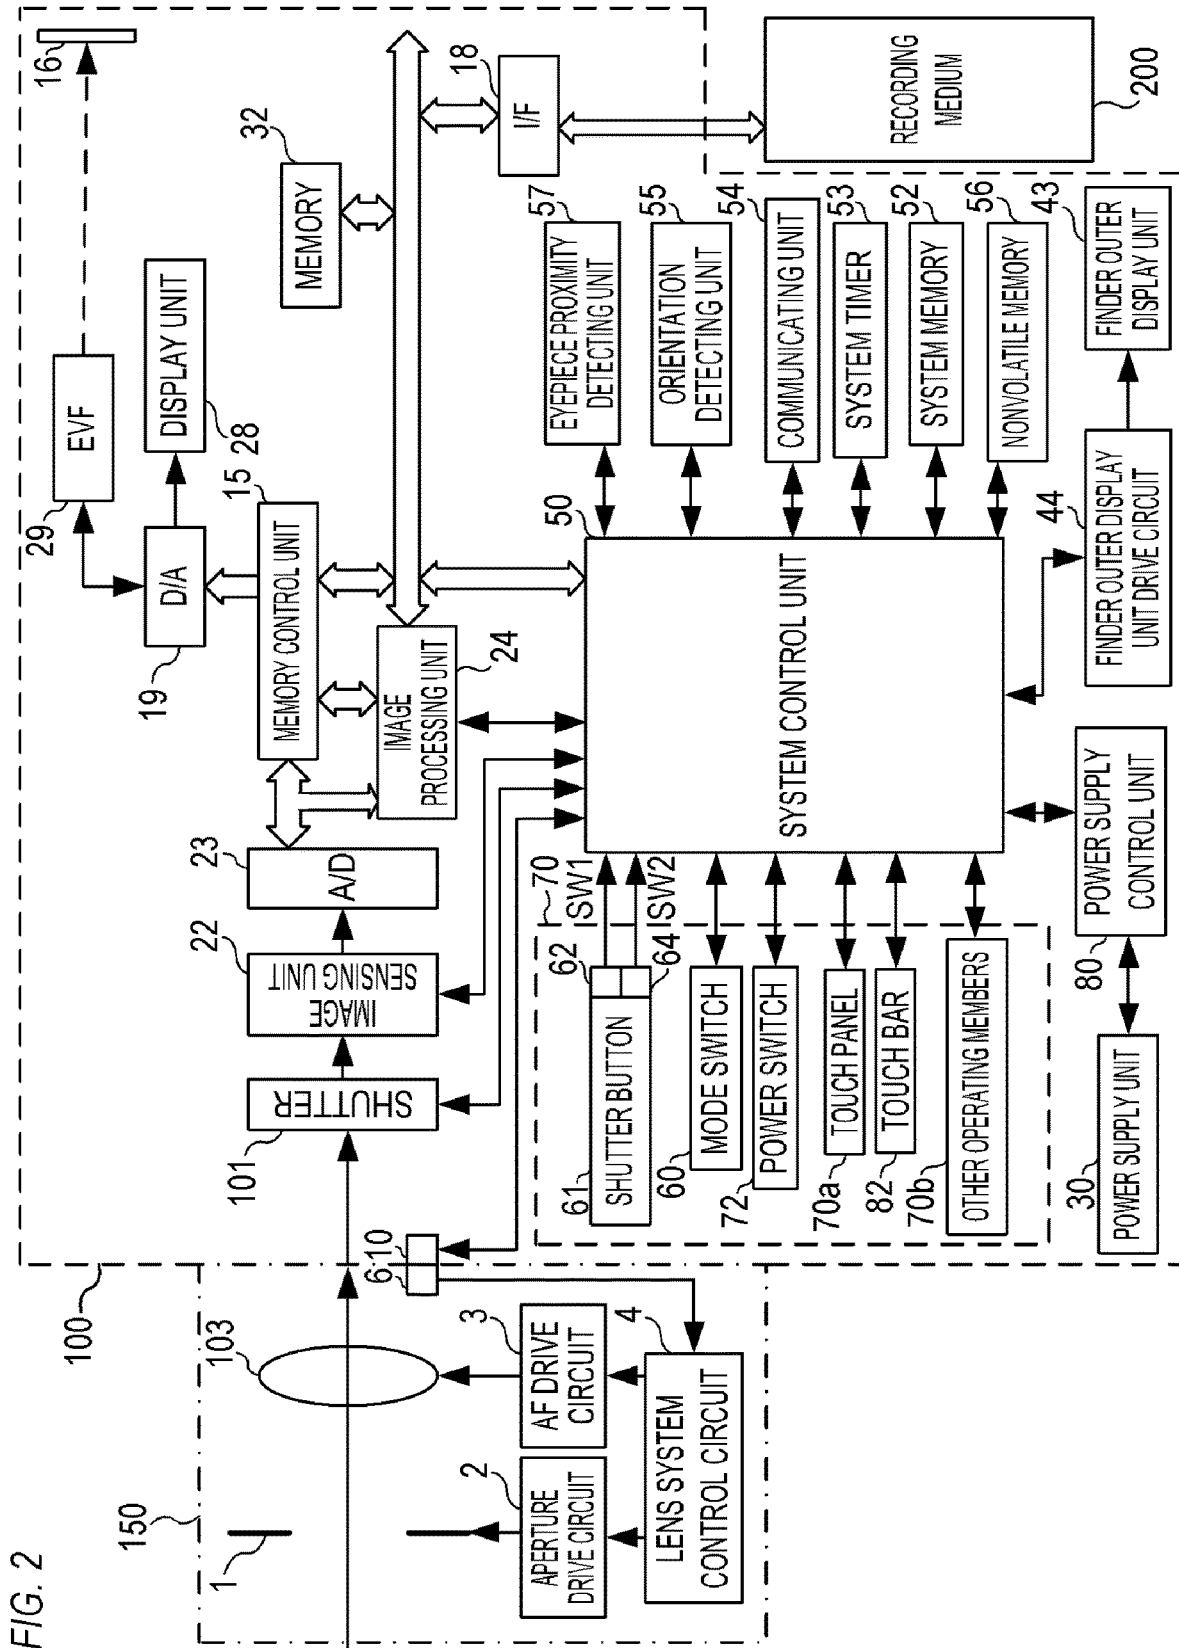 FIG. 2
150
100
1
103
APERTURE
DRIVE CIRCUIT
2
AF DRIVE
CIRCUIT
3
LENS SYSTEM
CONTROL CIRCUIT
4
6
10
SHUTTER
101
IMAGE
SENSING UNIT
22
A/D
23
MEMORY CONTROL UNIT
15
D/A
19
EVF
29
DISPLAY UNIT
28
16
IMAGE
PROCESSING UNIT
24
MEMORY
32
I/F
18
RECORDING
MEDIUM
200
SYSTEM CONTROL UNIT
50
70
SW1
SW2
SHUTTER BUTTON
61
62
64
MODE SWITCH
60
POWER SWITCH
72
TOUCH PANEL
70a
TOUCH BAR
82
OTHER OPERATING MEMBERS
70b
EYEPIECE PROXIMITY
DETECTING UNIT
57
ORIENTATION
DETECTING UNIT
55
COMMUNICATING UNIT
54
SYSTEM TIMER
53
SYSTEM MEMORY
52
NONVOLATILE MEMORY
56
POWER SUPPLY UNIT
30
POWER SUPPLY
CONTROL UNIT
80
FINDER OUTER DISPLAY
UNIT DRIVE CIRCUIT
44
FINDER OUTER
DISPLAY UNIT
43